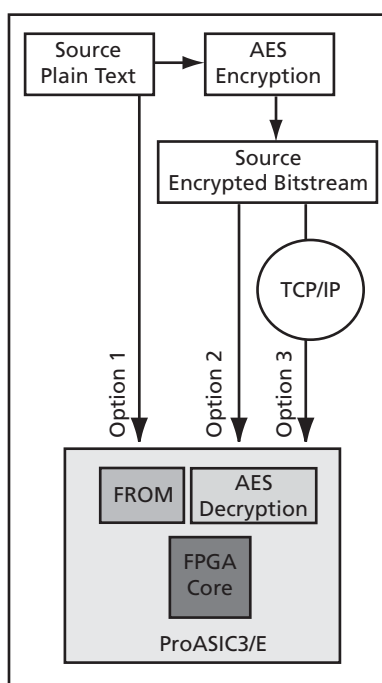 Source
Plain Text
AES
Encryption
Source
Encrypted Bitstream
TCP/IP
Option 1
Option 2
Option 3
FROM
AES
Decryption
FPGA
Core
ProASIC3/E